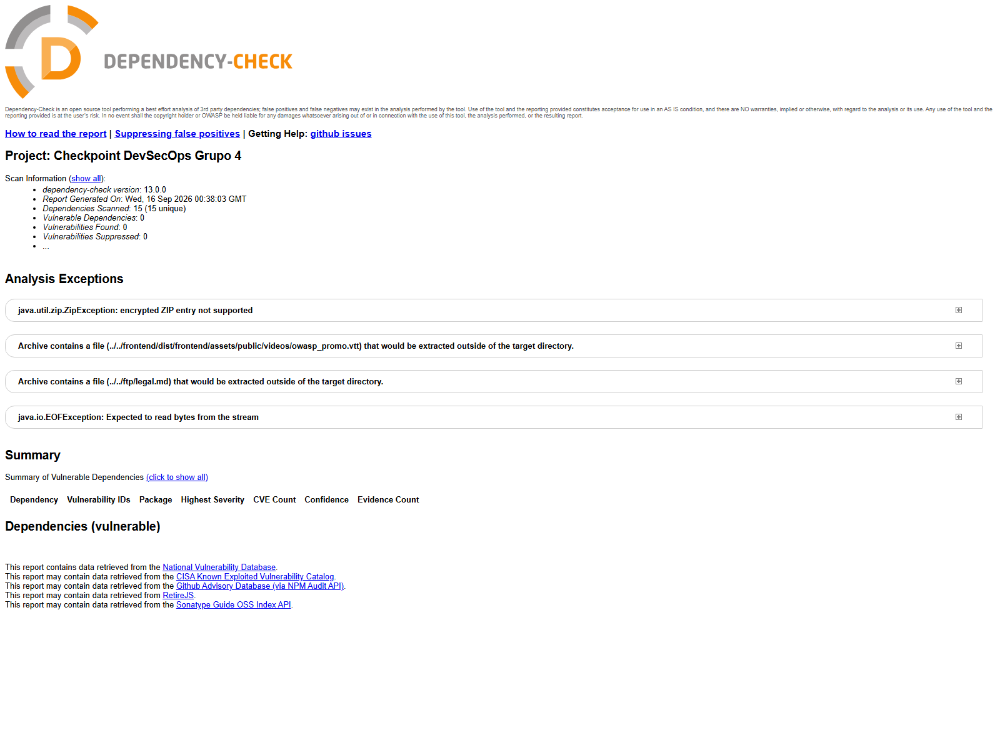 D
DEPENDENCY-CHECK
Dependency-Check is an open source tool performing a best effort analysis of 3rd party dependencies; false positives and false negatives may exist in the analysis performed by the tool. Use of the tool and the reporting provided constitutes acceptance for use in an AS IS condition, and there are NO warranties, implied or otherwise, with regard to the analysis or its use. Any use of the tool and the
reporting provided is at the user's risk. In no event shall the copyright holder or OWASP be held liable for any damages whatsoever arising out of or in connection with the use of this tool, the analysis performed, or the resulting report.
How to read the report | Suppressing false positives | Getting Help: github issues
Project: Checkpoint DevSecOps Grupo 4
Scan Information (show all):
• dependency-check version: 13.0.0
• Report Generated On: Wed, 16 Sep 2026 00:38:03 GMT
• Dependencies Scanned: 15 (15 unique)
• Vulnerable Dependencies: 0
• Vulnerabilities Found: 0
• Vulnerabilities Suppressed: 0
• ...
Analysis Exceptions
java.util.zip.ZipException: encrypted ZIP entry not supported
Archive contains a file (../../frontend/dist/frontend/assets/public/videos/owasp_promo.vtt) that would be extracted outside of the target directory.
Archive contains a file (../../ftp/legal.md) that would be extracted outside of the target directory.
java.io.EOFException: Expected to read bytes from the stream
Summary
Summary of Vulnerable Dependencies (click to show all)
Dependency Vulnerability IDs Package Highest Severity CVE Count Confidence Evidence Count
Dependencies (vulnerable)
This report contains data retrieved from the National Vulnerability Database.
This report may contain data retrieved from the CISA Known Exploited Vulnerability Catalog.
This report may contain data retrieved from the Github Advisory Database (via NPM Audit API).
This report may contain data retrieved from RetireJS.
This report may contain data retrieved from the Sonatype Guide OSS Index API.